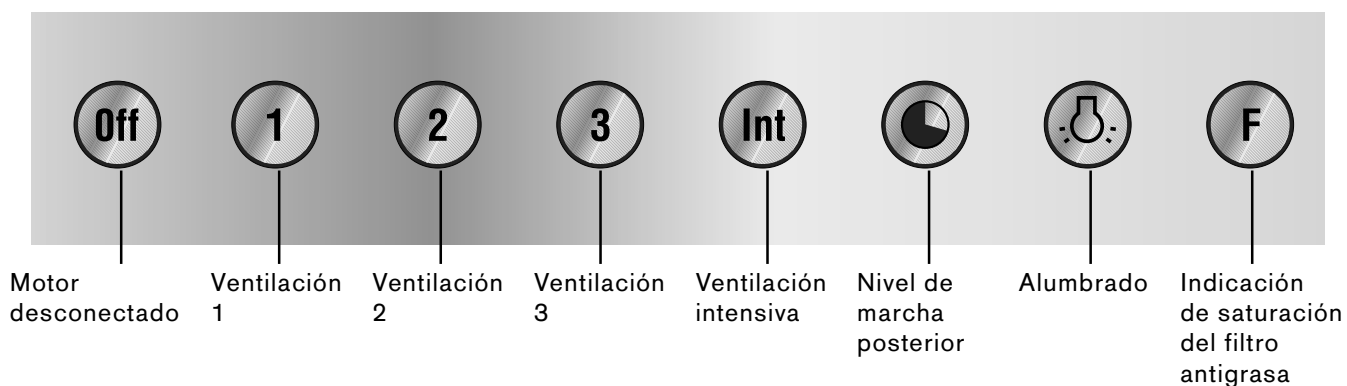 Off 1 2 3 Int F
Motor
desconectado
Ventilación
1
Ventilación
2
Ventilación
3
Ventilación
intensiva
Nivel de
marcha
posterior
Alumbrado
Indicación
de saturación
del filtro
antigrasa